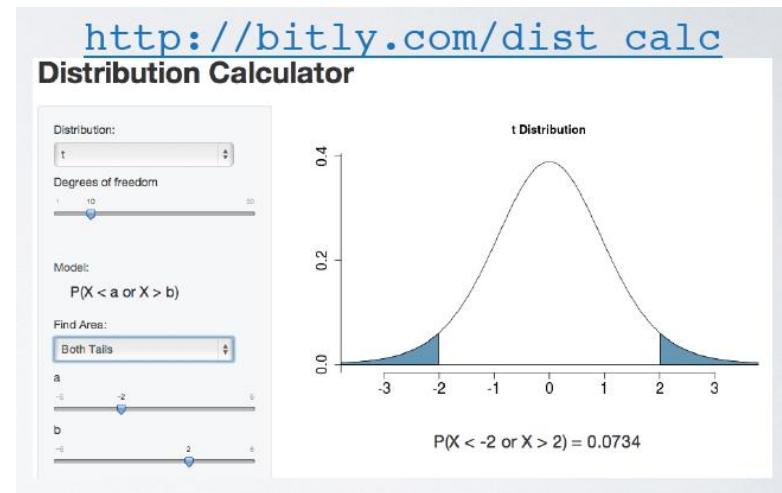 http://bitly.com/dist calc
Distribution Calculator
Distribution:
t
Degrees of freedom
1 10 50
Model:
P(X < a or X > b)
Find Area:
Both Tails
a
-6 -2 6
b
-6 2 6
t Distribution
0.4
0.2
0.0
-3 -2 -1 0 1 2 3
P(X < -2 or X > 2) = 0.0734